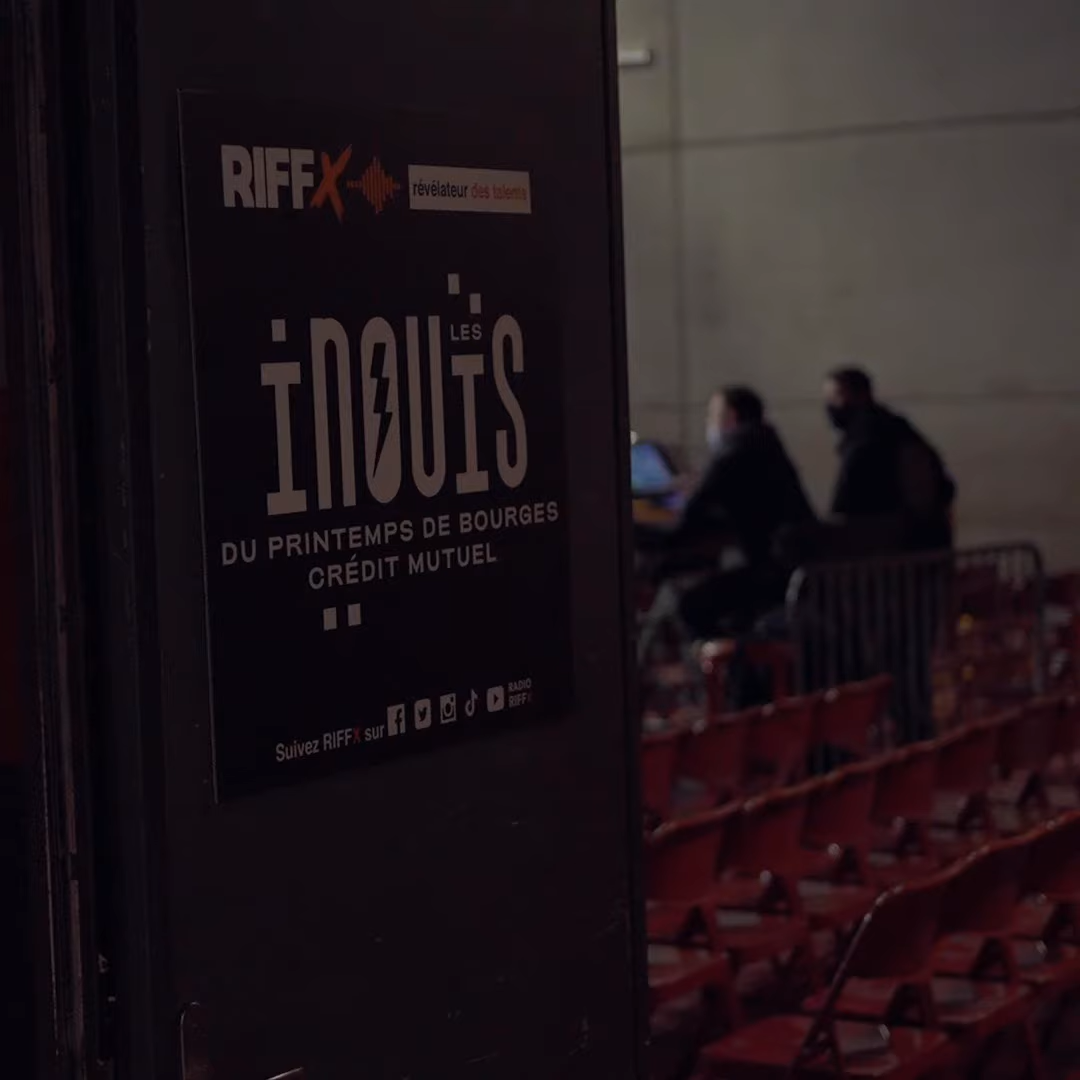 RIFFX révélateur des talents
LES
iNOUïS
DU PRINTEMPS DE BOURGES
CRÉDIT MUTUEL
Suivez RIFFX sur
RADIO
RIFFX